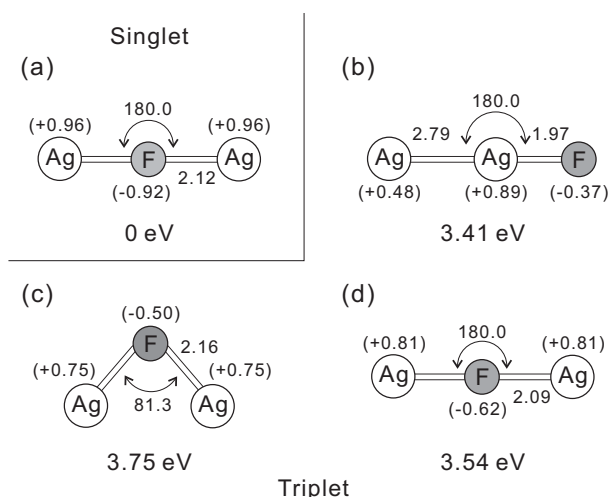 Singlet
(a)
180.0
(+0.96)
(+0.96)
Ag
F
Ag
(-0.92)
2.12
0 eV
(b)
180.0
2.79
1.97
Ag
Ag
F
(+0.48)
(+0.89)
(-0.37)
3.41 eV
(c)
(-0.50)
F
2.16
(+0.75)
(+0.75)
Ag
Ag
81.3
3.75 eV
(d)
(+0.81)
180.0
(+0.81)
Ag
F
Ag
(-0.62)
2.09
3.54 eV
Triplet